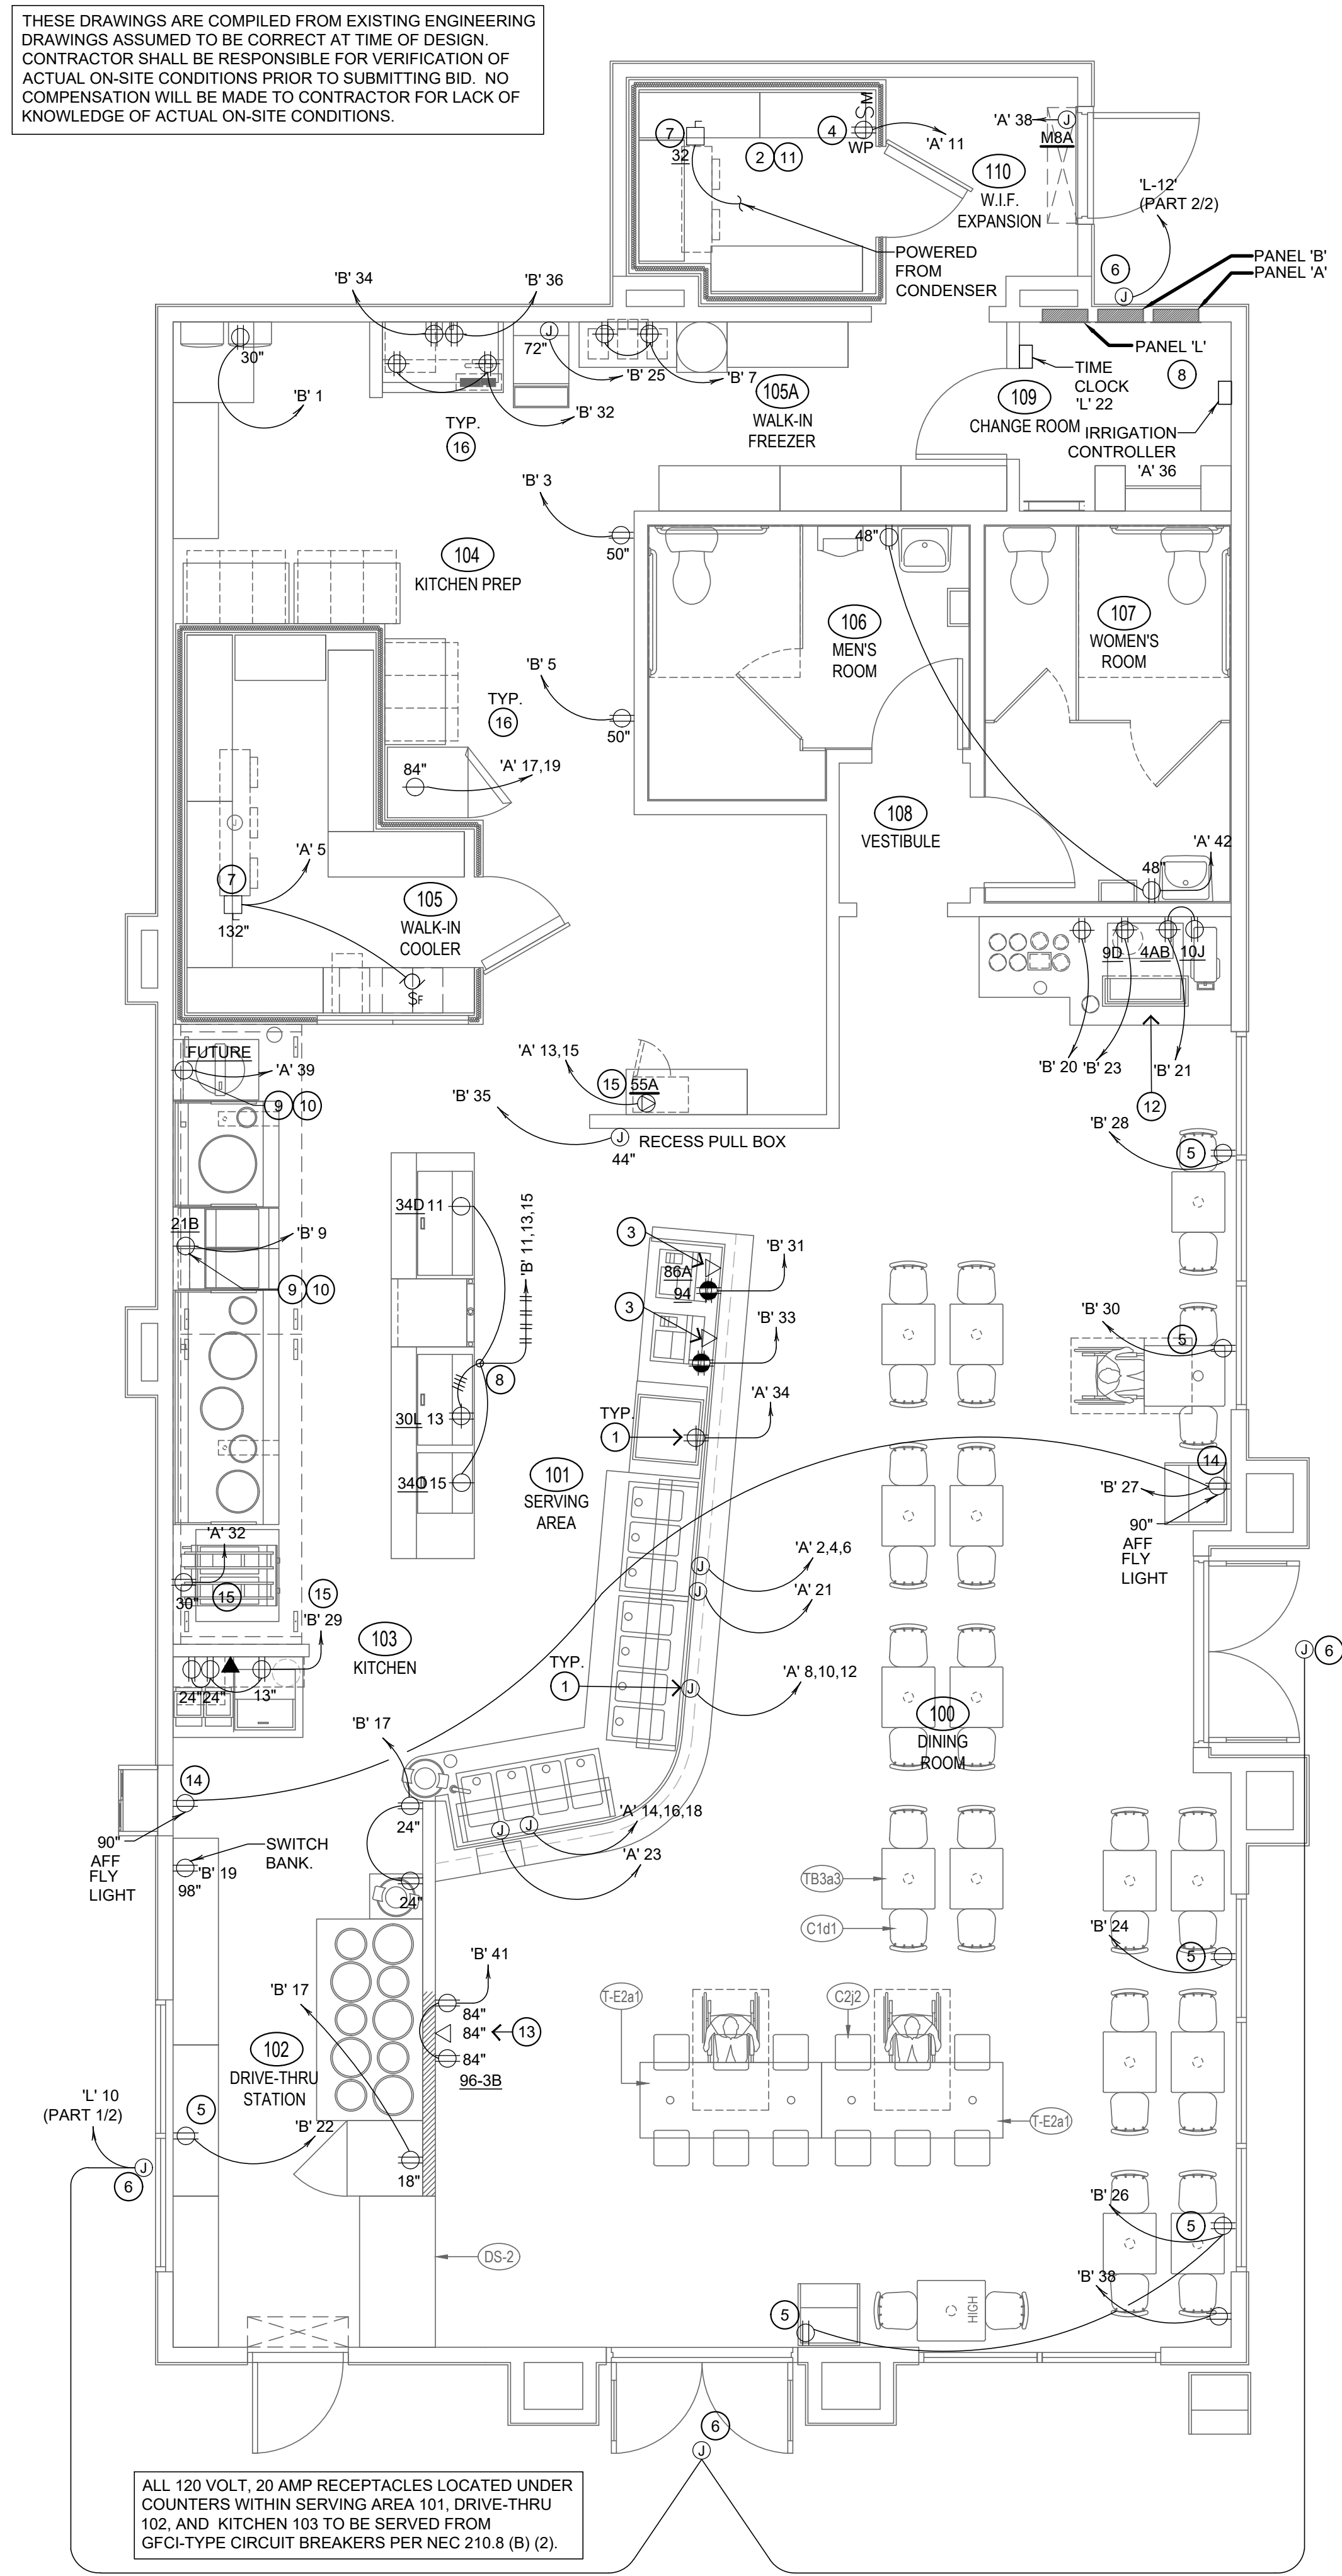 THESE DRAWINGS ARE COMPILED FROM EXISTING ENGINEERING
DRAWINGS ASSUMED TO BE CORRECT AT TIME OF DESIGN.
CONTRACTOR SHALL BE RESPONSIBLE FOR VERIFICATION OF
ACTUAL ON-SITE CONDITIONS PRIOR TO SUBMITTING BID. NO
COMPENSATION WILL BE MADE TO CONTRACTOR FOR LACK OF
KNOWLEDGE OF ACTUAL ON-SITE CONDITIONS.
7
32
2
11
4
SM
WP
'A' 11
'A' 38
J
M8A
110
W.I.F.
EXPANSION
'L-12'
(PART 2/2)
POWERED
FROM
CONDENSER
6
J
PANEL 'B'
PANEL 'A'
PANEL 'L'
8
'B' 34
'B' 36
30"
'B' 1
J
72"
'B' 25
'B' 7
'B' 32
TYP.
16
105A
WALK-IN
FREEZER
TIME
CLOCK
'L' 22
109
CHANGE ROOM
IRRIGATION
CONTROLLER
'A' 36
'B' 3
50"
48"
104
KITCHEN PREP
106
MEN'S
ROOM
107
WOMEN'S
ROOM
'B' 5
50"
TYP.
16
84"
'A' 17,19
108
VESTIBULE
J
'A' 5
7
132"
105
WALK-IN
COOLER
SF
'A' 42
48"
9D
4AB
10J
'B' 20
'B' 23
'B' 21
12
FUTURE
'A' 39
9
10
'A' 13,15
15
55A
'B' 35
J
RECESS PULL BOX
44"
'B' 28
5
34D
11
'B' 11,13,15
21B
'B' 9
9
10
3
86A
94
'B' 31
3
'B' 33
'B' 30
5
8
30L
13
'A' 34
TYP.
1
34D
15
101
SERVING
AREA
14
'B' 27
90"
AFF
FLY
LIGHT
'A' 32
30"
15
15
'B' 29
J
'A' 2,4,6
J
'A' 21
103
KITCHEN
24"
24"
13"
TYP.
1
J
'A' 8,10,12
J
6
100
DINING
ROOM
'B' 17
14
90"
AFF
FLY
LIGHT
24"
SWITCH
BANK.
'B' 19
98"
J
J
'A' 14,16,18
'A' 23
24"
TB3a3
C1d1
'B' 24
5
'B' 41
84"
84"
13
84"
96-3B
'B' 17
102
DRIVE-THRU
STATION
T-E2a1
C2j2
T-E2a1
'L' 10
(PART 1/2)
5
'B' 22
18"
J
6
DS-2
'B' 26
5
'B' 38
5
HIGH
6
J
ALL 120 VOLT, 20 AMP RECEPTACLES LOCATED UNDER
COUNTERS WITHIN SERVING AREA 101, DRIVE-THRU
102, AND KITCHEN 103 TO BE SERVED FROM
GFCI-TYPE CIRCUIT BREAKERS PER NEC 210.8 (B) (2).